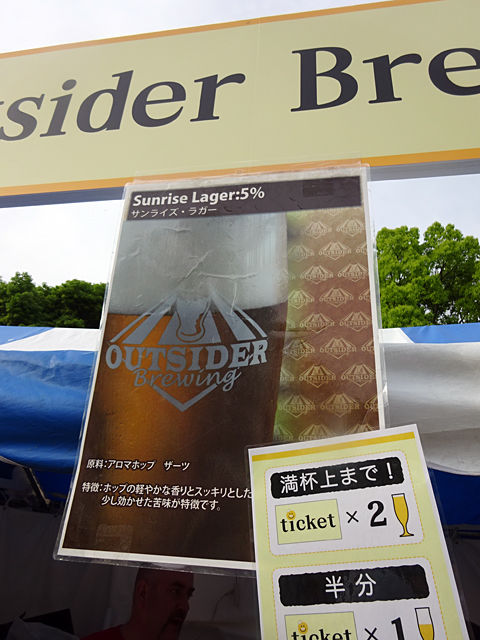 tsider Bre
Sunrise Lager:5%
サンライズ・ラガー
OUTSIDER
Brewing
原料:アロマホップ ザーツ
特徴:ホップの軽やかな香りとスッキリとした
少し効かせた苦味が特徴です。
満杯上まで!
ticket × 2
半分
ticket × 1